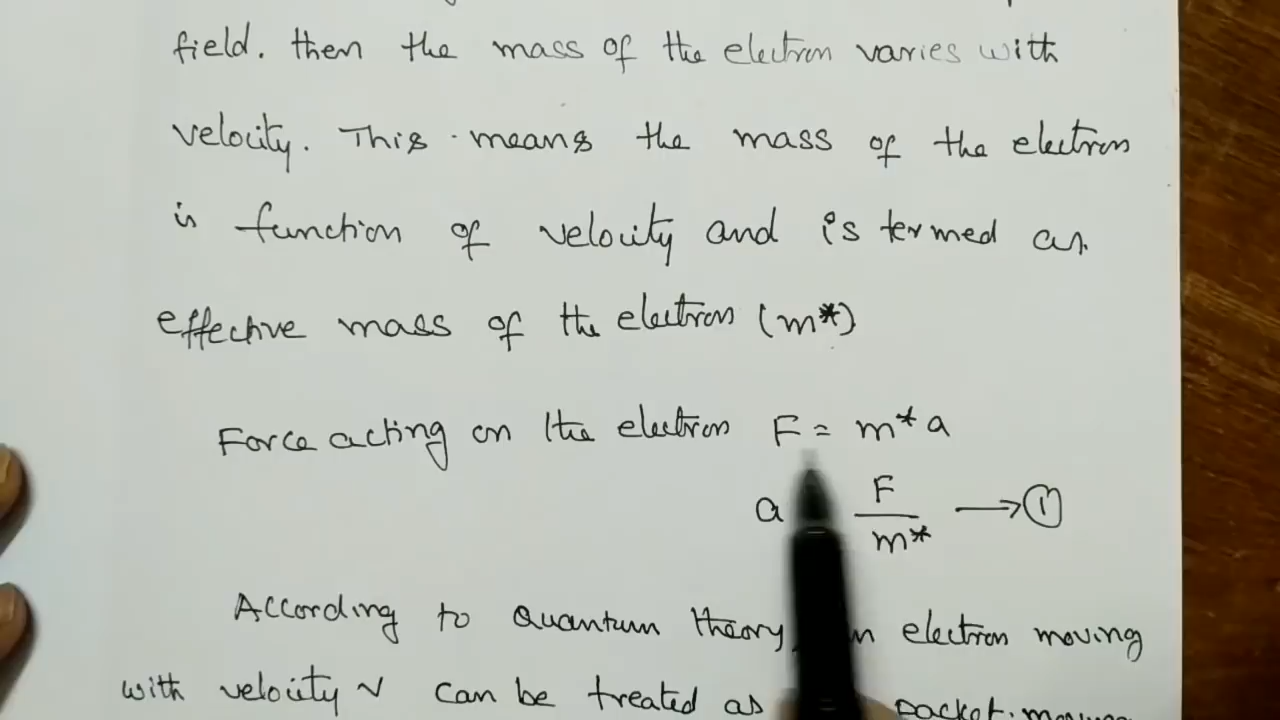 field. then the mass of the electron varies with
velocity. This means the mass of the electron
is function of velocity and is termed as
effective mass of the electron (m*)
Force acting on the electron F = m* a
a F/m* → ①
According to Quantum theory, electron moving
with velocity v can be treated as packet moving